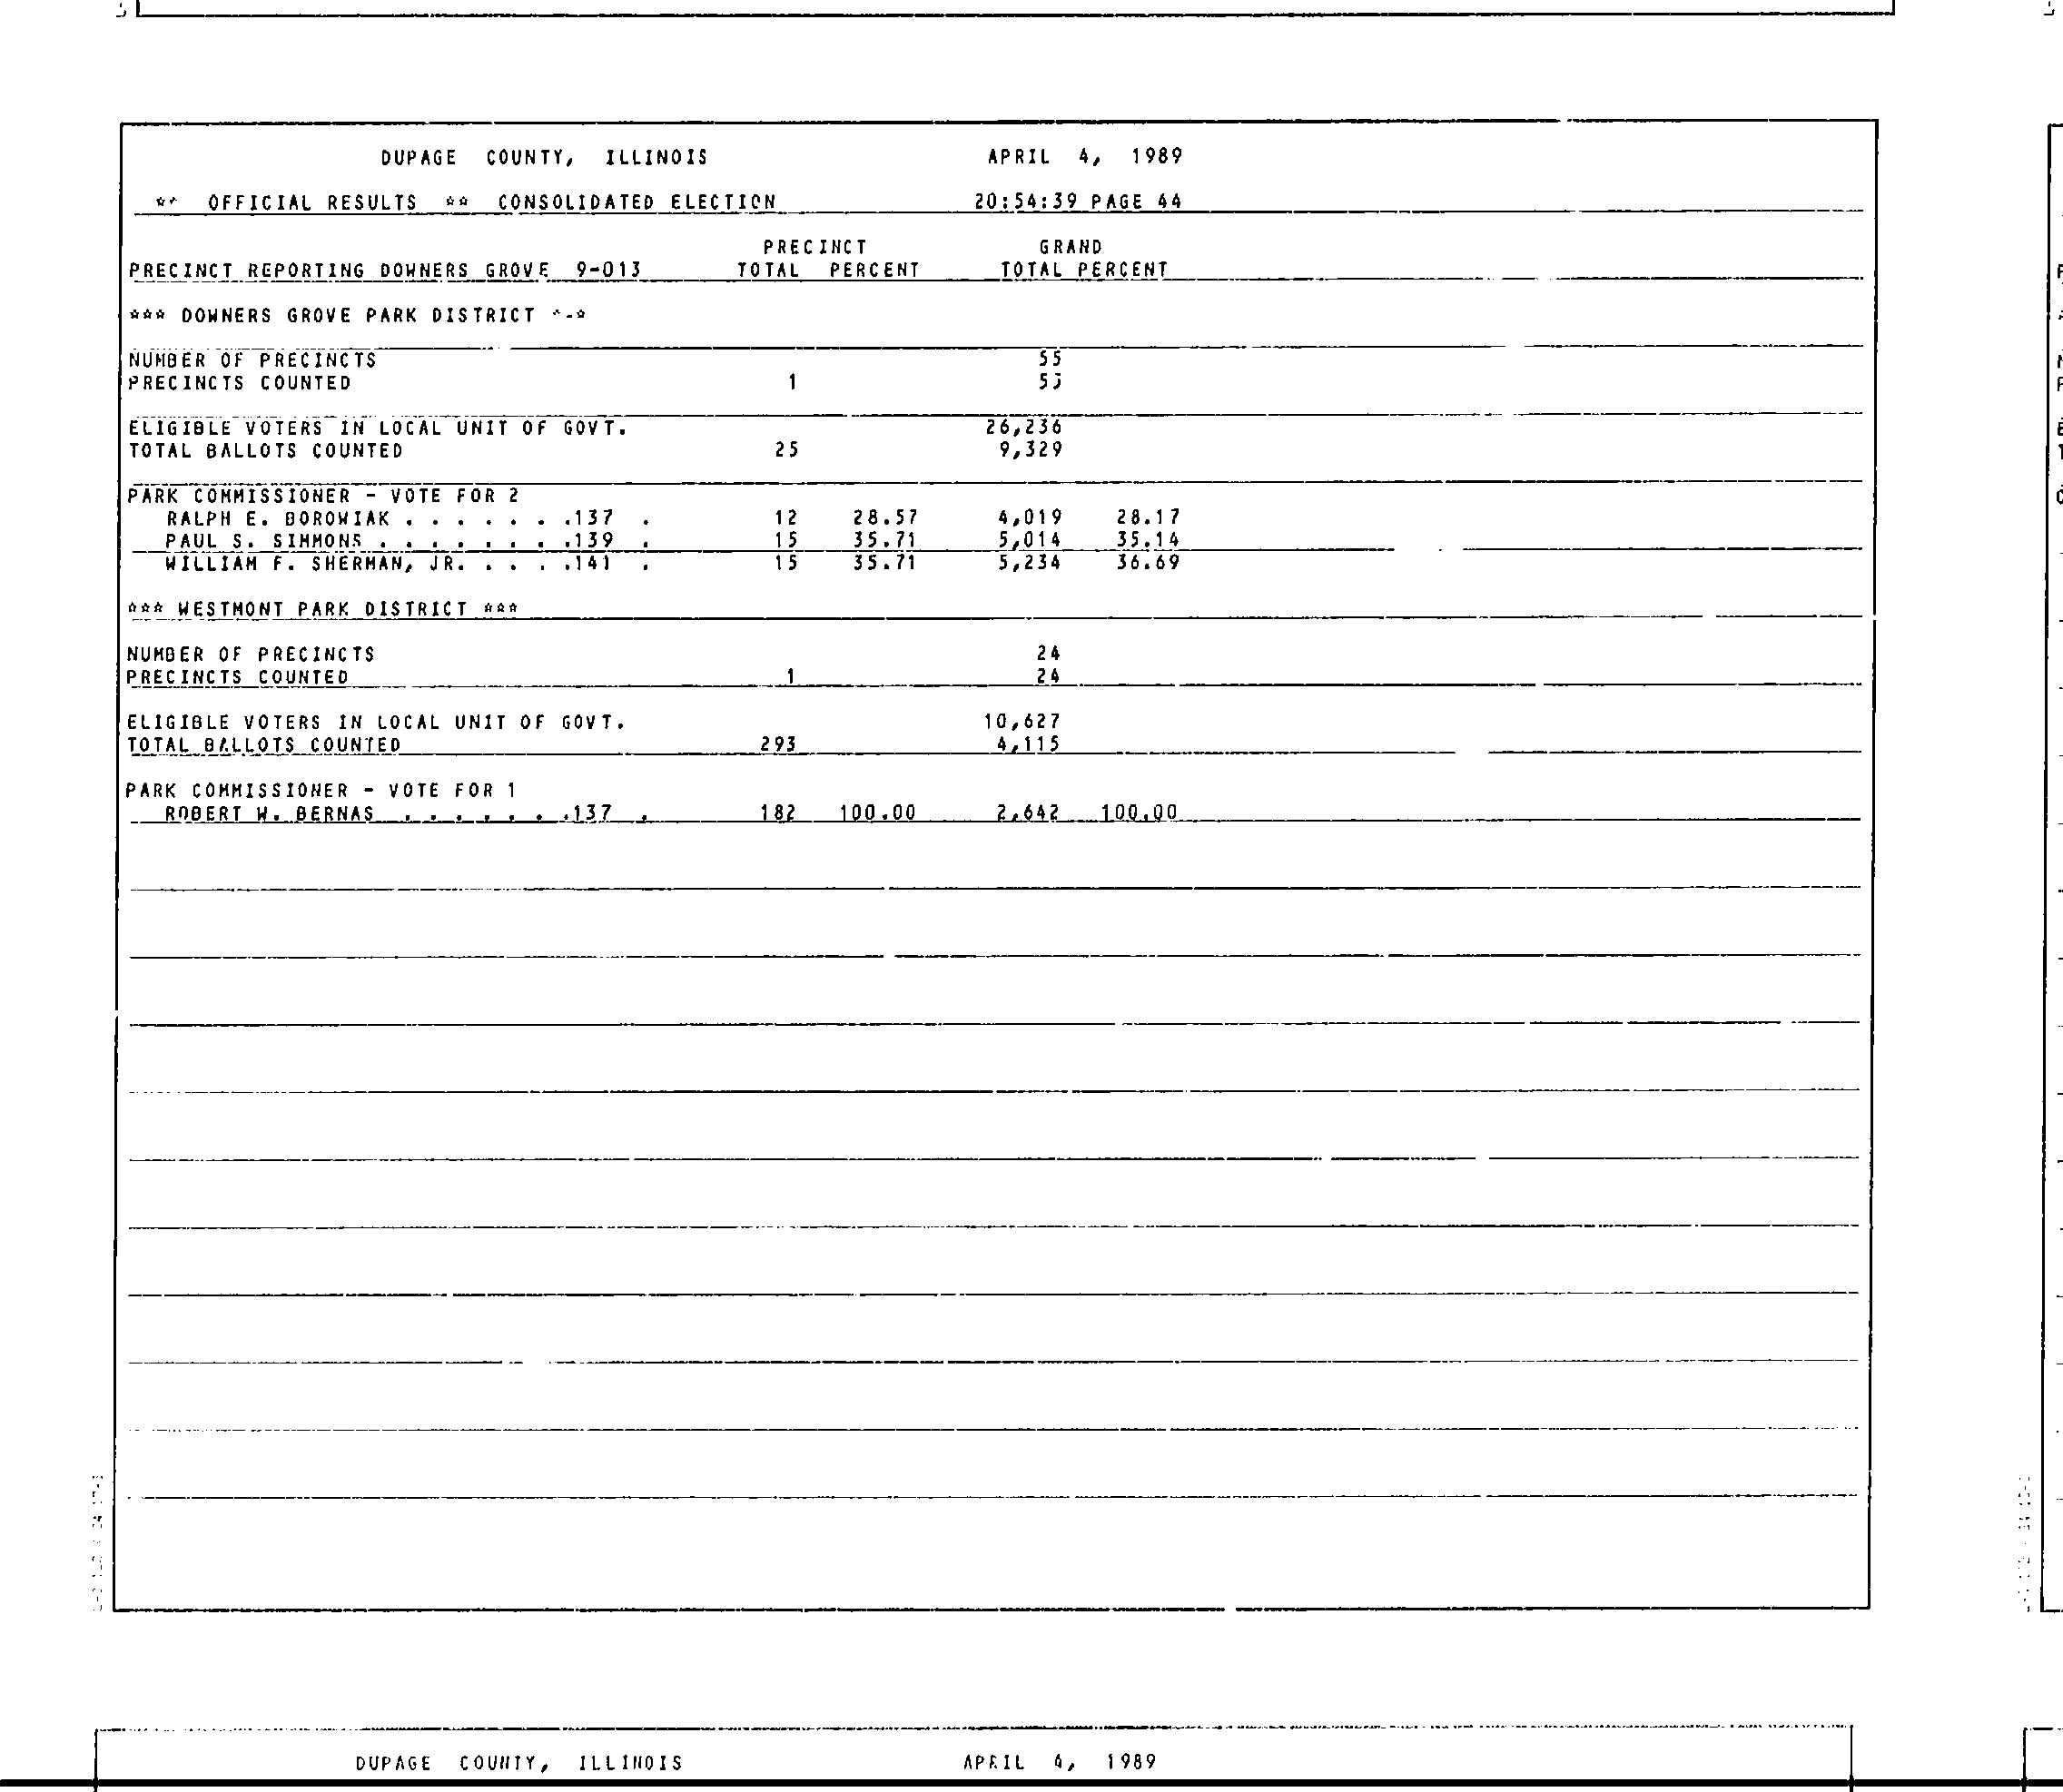 DUPAGE COUNTY, ILLINOIS APRIL 4, 1989
** OFFICIAL RESULTS ** CONSOLIDATED ELECTION 20:54:39 PAGE 44
PRECINCT GRAND
PRECINCT REPORTING DOWNERS GROVE 9-013 TOTAL PERCENT TOTAL PERCENT
*** DOWNERS GROVE PARK DISTRICT ***
NUMBER OF PRECINCTS 55
PRECINCTS COUNTED 1 55
ELIGIBLE VOTERS IN LOCAL UNIT OF GOVT. 26,236
TOTAL BALLOTS COUNTED 25 9,329
PARK COMMISSIONER - VOTE FOR 2
RALPH E. BOROWIAK . . . . . . . .137 . 12 28.57 4,019 28.17
PAUL S. SIMMONS . . . . . . . . .139 . 15 35.71 5,014 35.14
WILLIAM F. SHERMAN, JR. . . . . .141 . 15 35.71 5,234 36.69
*** WESTMONT PARK DISTRICT ***
NUMBER OF PRECINCTS 24
PRECINCTS COUNTED 1 24
ELIGIBLE VOTERS IN LOCAL UNIT OF GOVT. 10,627
TOTAL BALLOTS COUNTED 293 4,115
PARK COMMISSIONER - VOTE FOR 1
ROBERT W. BERNAS . . . . . . . .137 . 182 100.00 2,642 100.00
DUPAGE COUNTY, ILLINOIS APRIL 4, 1989